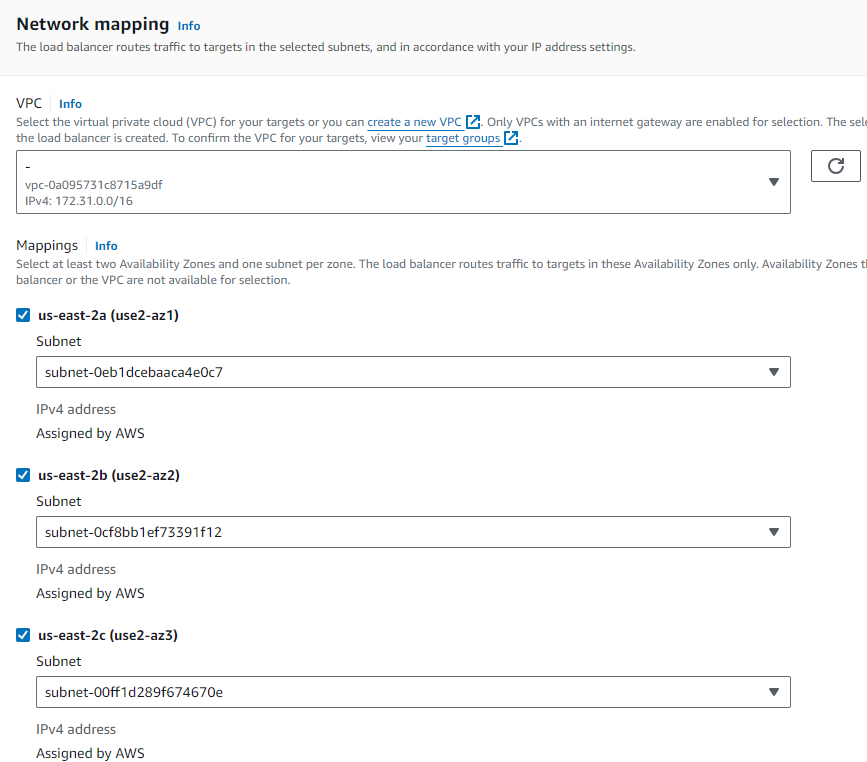 Network mapping Info
The load balancer routes traffic to targets in the selected subnets, and in accordance with your IP address settings.
VPC Info
Select the virtual private cloud (VPC) for your targets or you can create a new VPC. Only VPCs with an internet gateway are enabled for selection. The
the load balancer is created. To confirm the VPC for your targets, view your target groups.
-
vpc-0a095731c8715a9df
IPv4: 172.31.0.0/16
Mappings Info
Select at least two Availability Zones and one subnet per zone. The load balancer routes traffic to targets in these Availability Zones only. Availability Zones
balancer or the VPC are not available for selection.
us-east-2a (use2-az1)
Subnet
subnet-0eb1dcebaaca4e0c7
IPv4 address
Assigned by AWS
us-east-2b (use2-az2)
Subnet
subnet-0cf8bb1ef73391f12
IPv4 address
Assigned by AWS
us-east-2c (use2-az3)
Subnet
subnet-00ff1d289f674670e
IPv4 address
Assigned by AWS